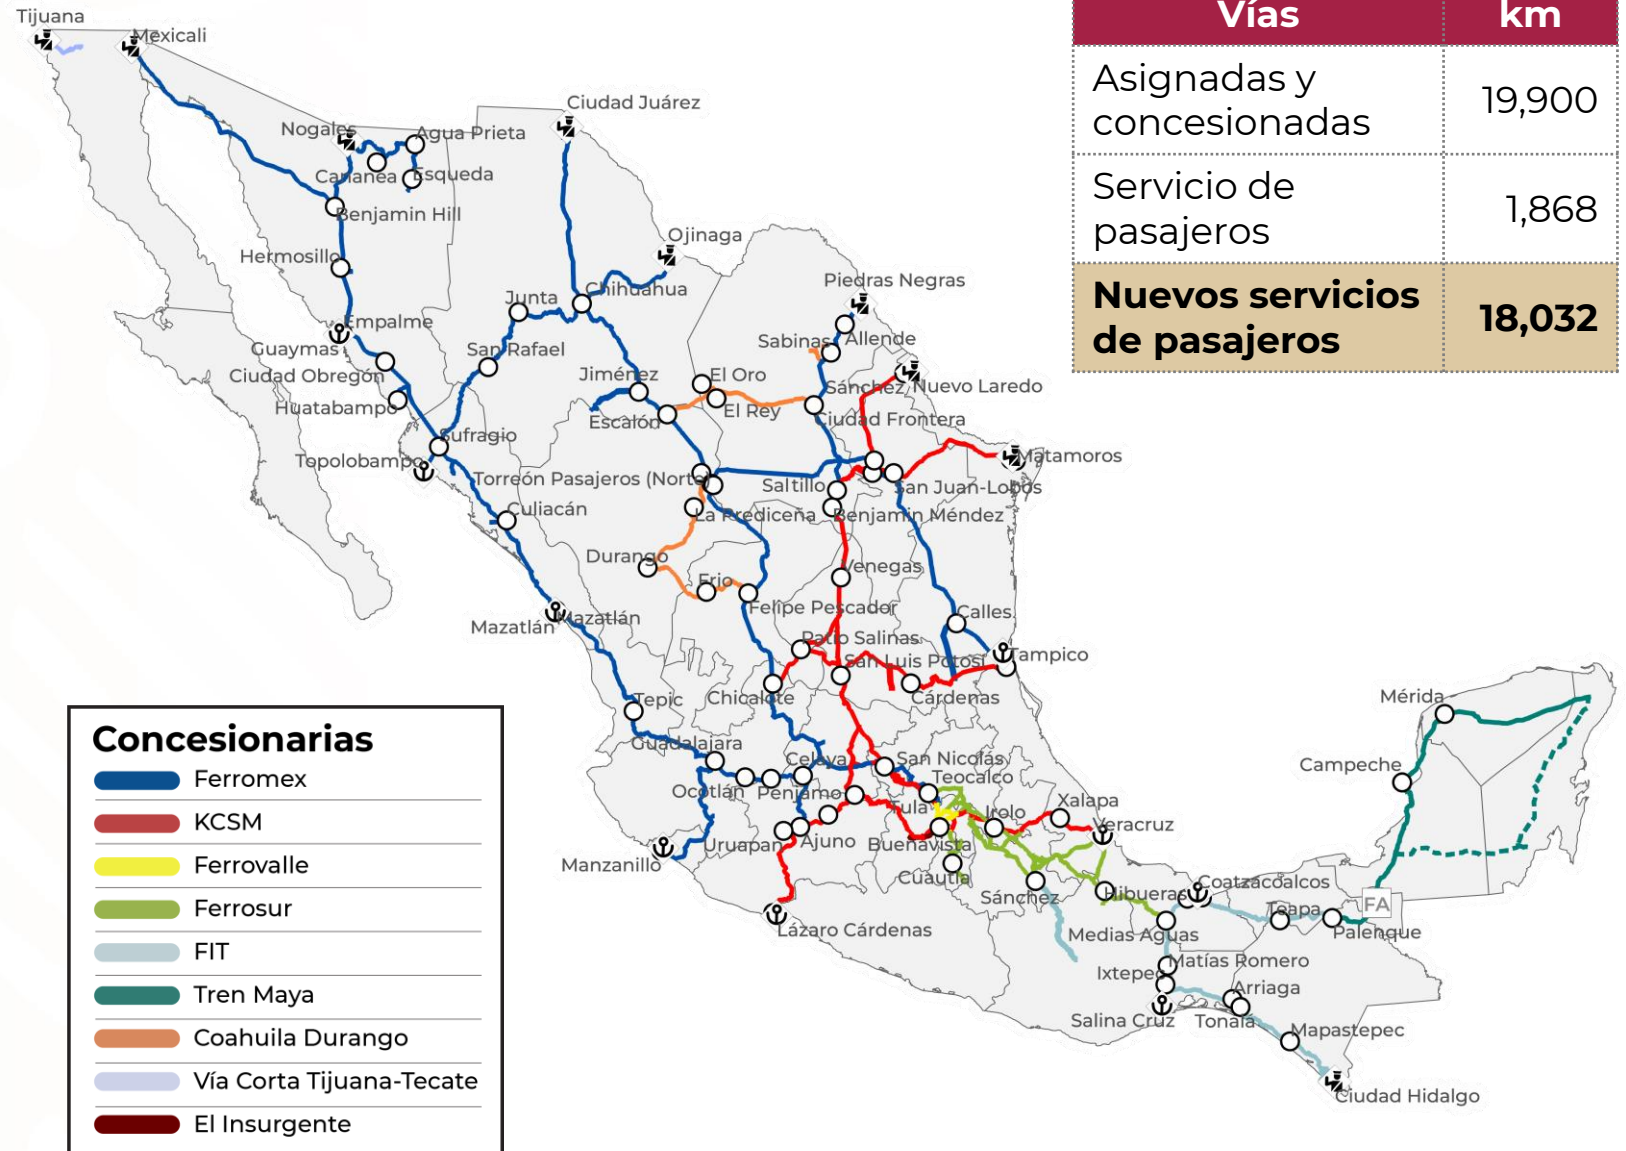 Tijuana
Mexicali
Vías km
Asignadas y
concesionadas
19,900
Servicio de
pasajeros
1,868
Nuevos servicios
de pasajeros
18,032
Ciudad Juárez
Nogales
Agua Prieta
Cananea
Esqueda
Benjamin Hill
Hermosillo
Ojinaga
Chihuahua
Junta
Piedras Negras
Empalme
Guaymas
San Rafael
Sabinas
Allende
Ciudad Obregón
Jiménez
El Oro
Sánchez
Nuevo Laredo
Huatabampo
Escalón
El Rey
Ciudad Frontera
Sufragio
Topolobampo
Matamoros
Torreón Pasajeros (Norte)
Saltillo
San Juan-Lobos
Culiacán
La Prediceña
Benjamín Méndez
Durango
Frio
Venegas
Felipe Pescador
Mazatlán
Mazatlán
Calles
Patio Salinas
San Luis Potosí
Tampico
Tepic
Chicalote
Cárdenas
Mérida
Guadalajara
Celaya
San Nicolás
Teocalco
Campeche
Ocotlán
Penjamo
Tula
Irolo
Xalapa
Veracruz
Manzanillo
Uruapan
Ajuno
Buenavista
Cuautla
Sánchez
Hibueras
Coatzacoalcos
Teapa
FA
Palenque
Lázaro Cárdenas
Medias Aguas
Matías Romero
Ixtepec
Arriaga
Salina Cruz
Tonalá
Mapastepec
Ciudad Hidalgo
Concesionarias
Ferromex
KCSM
Ferrovalle
Ferrosur
FIT
Tren Maya
Coahuila Durango
Vía Corta Tijuana-Tecate
El Insurgente